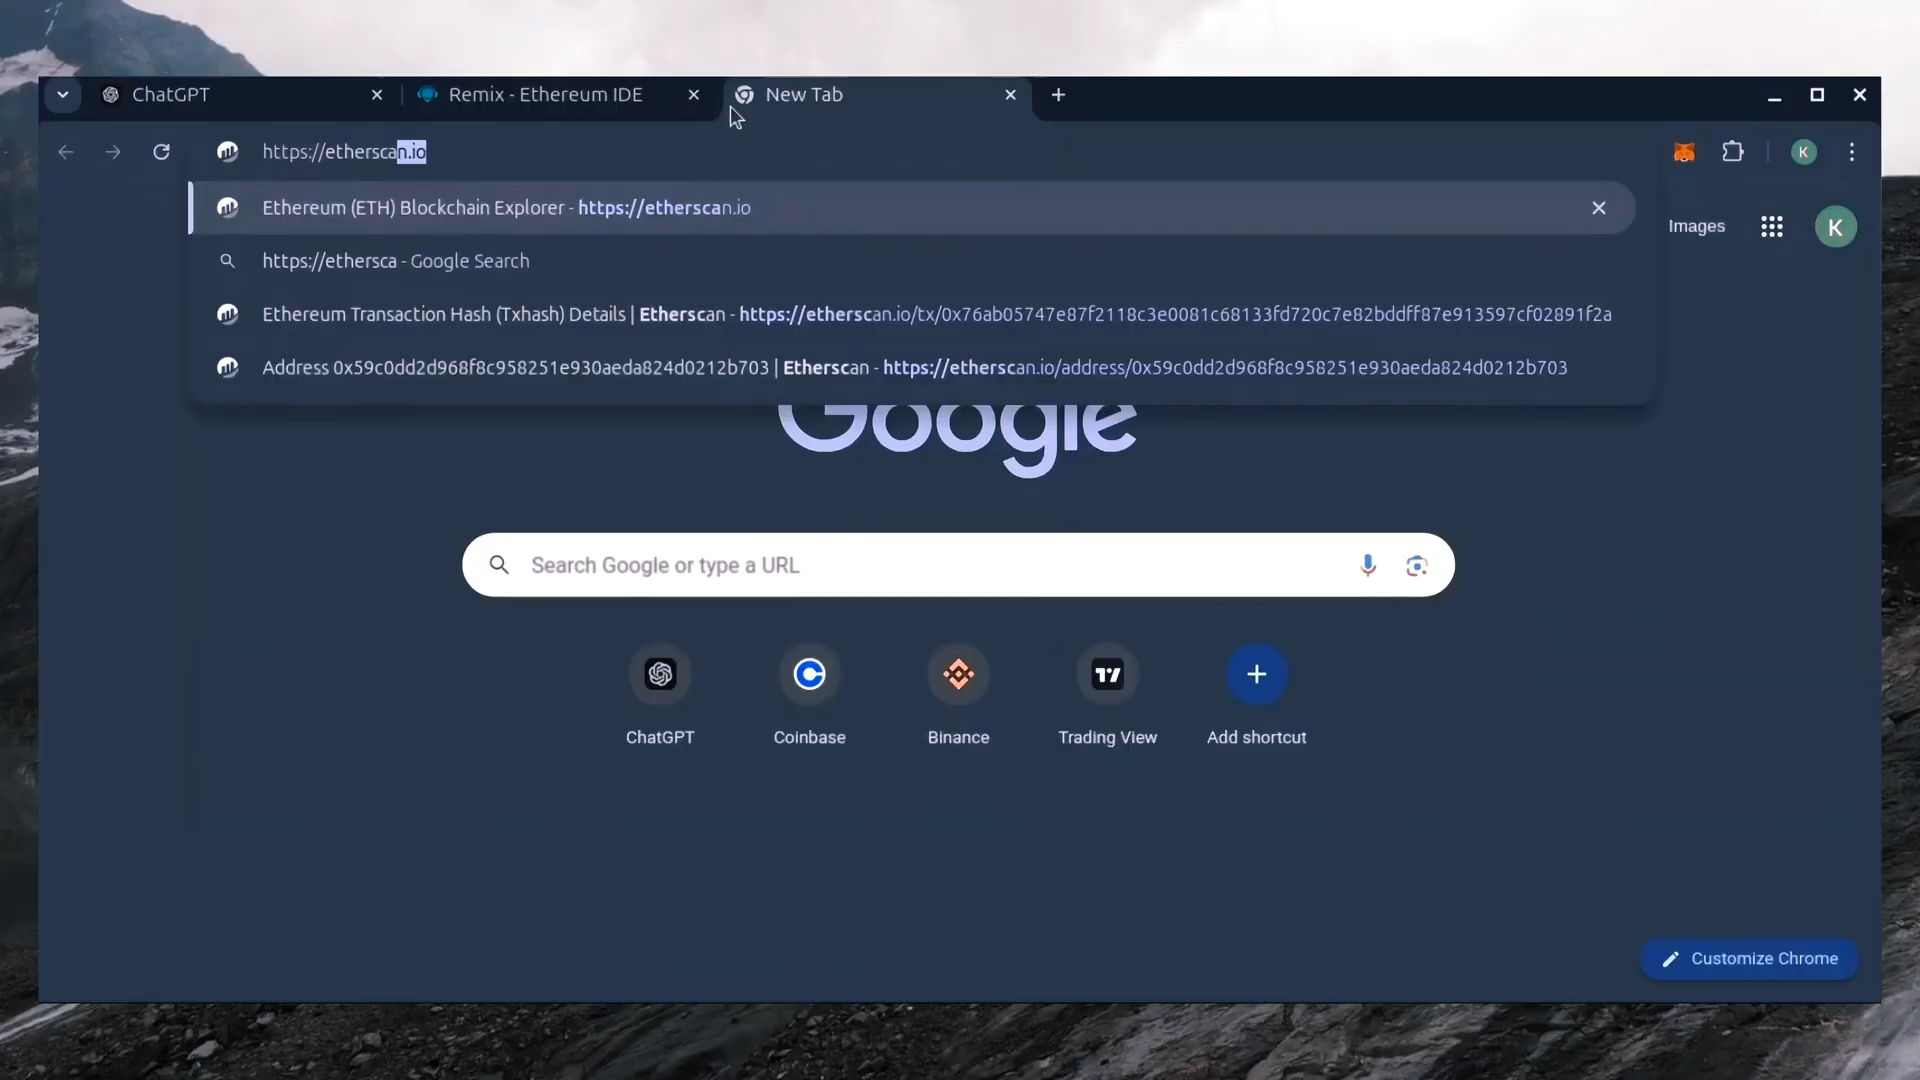 ChatGPT
Remix - Ethereum IDE
New Tab
https://etherscan.io
K
Ethereum (ETH) Blockchain Explorer - https://etherscan.io
Images
K
https://ethersca - Google Search
Ethereum Transaction Hash (Txhash) Details | Etherscan - https://etherscan.io/tx/0x76ab05747e87f2118c3e0081c68133fd720c7e82bddff87e913597cf02891f2a
Address 0x59c0dd2d968f8c958251e930aeda824d0212b703 | Etherscan - https://etherscan.io/address/0x59c0dd2d968f8c958251e930aeda824d0212b703
Google
Search Google or type a URL
ChatGPT
Coinbase
Binance
Trading View
Add shortcut
Customize Chrome